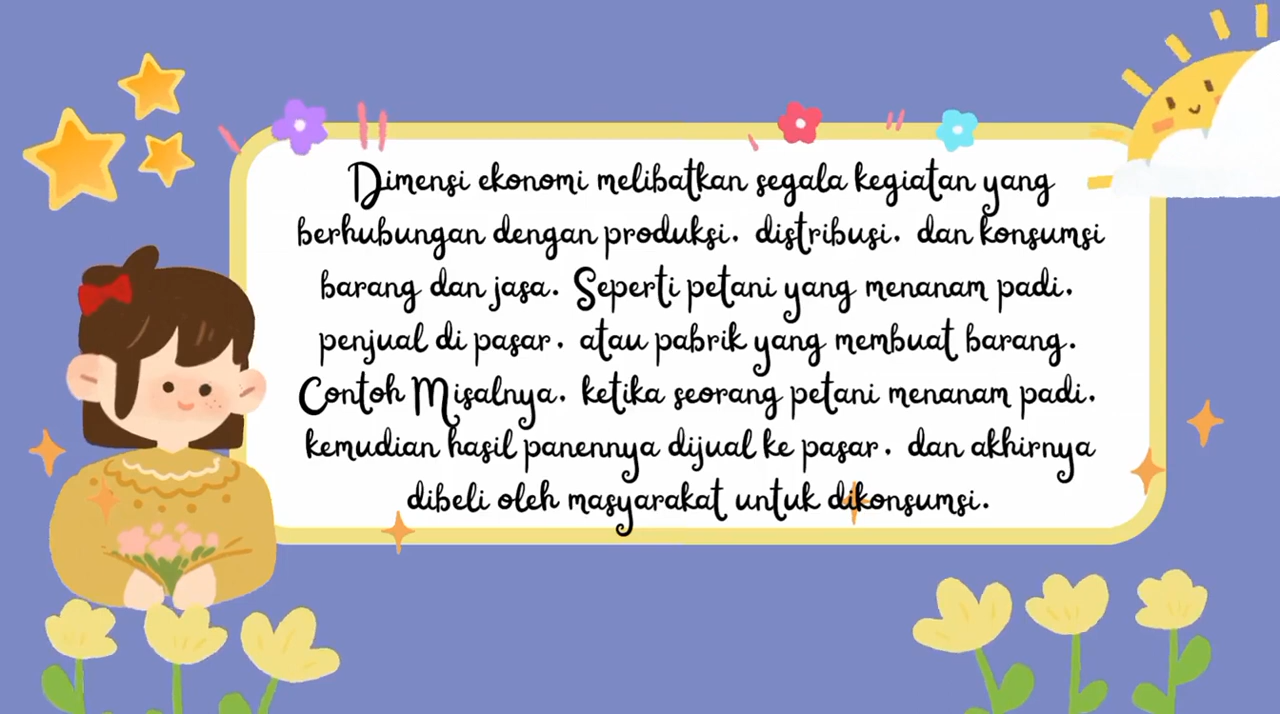 Dimensi ekonomi melibatkan segala kegiatan yang
berhubungan dengan produksi, distribusi, dan konsumsi
barang dan jasa. Seperti petani yang menanam padi,
penjual di pasar, atau pabrik yang membuat barang.
Contoh Misalnya, ketika seorang petani menanam padi,
kemudian hasil panennya dijual ke pasar, dan akhirnya
dibeli oleh masyarakat untuk dikonsumsi.